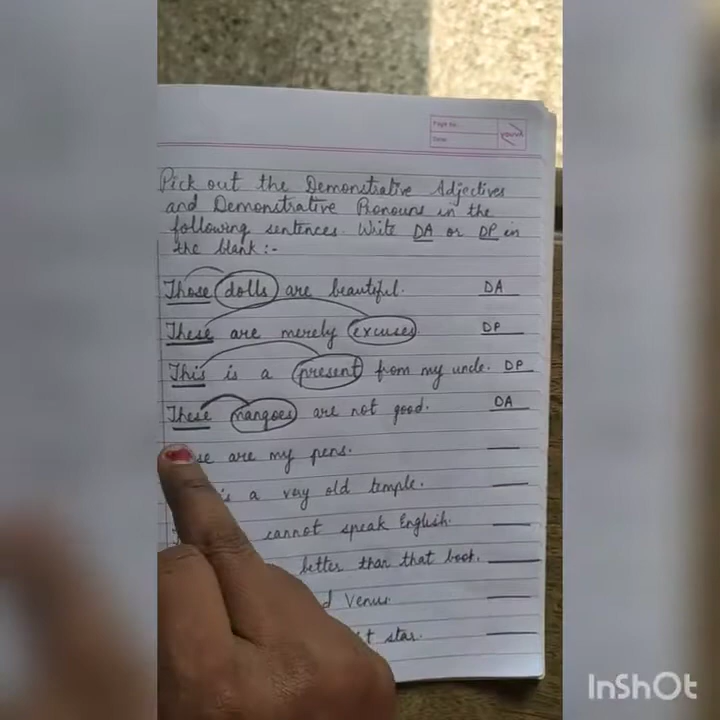 Page No.
Date
Pick out the Demonstrative Adjectives
and Demonstrative Pronouns in the
following sentences. Write DA or DP in
the blank :-
Those dolls are beautiful. DA
These are merely excuses. DP
This is a present from my uncle. DP
These mangoes are not good. DA
are my pens.
a very old temple.
cannot speak English.
better than that book.
Venus.
star.
InShOt